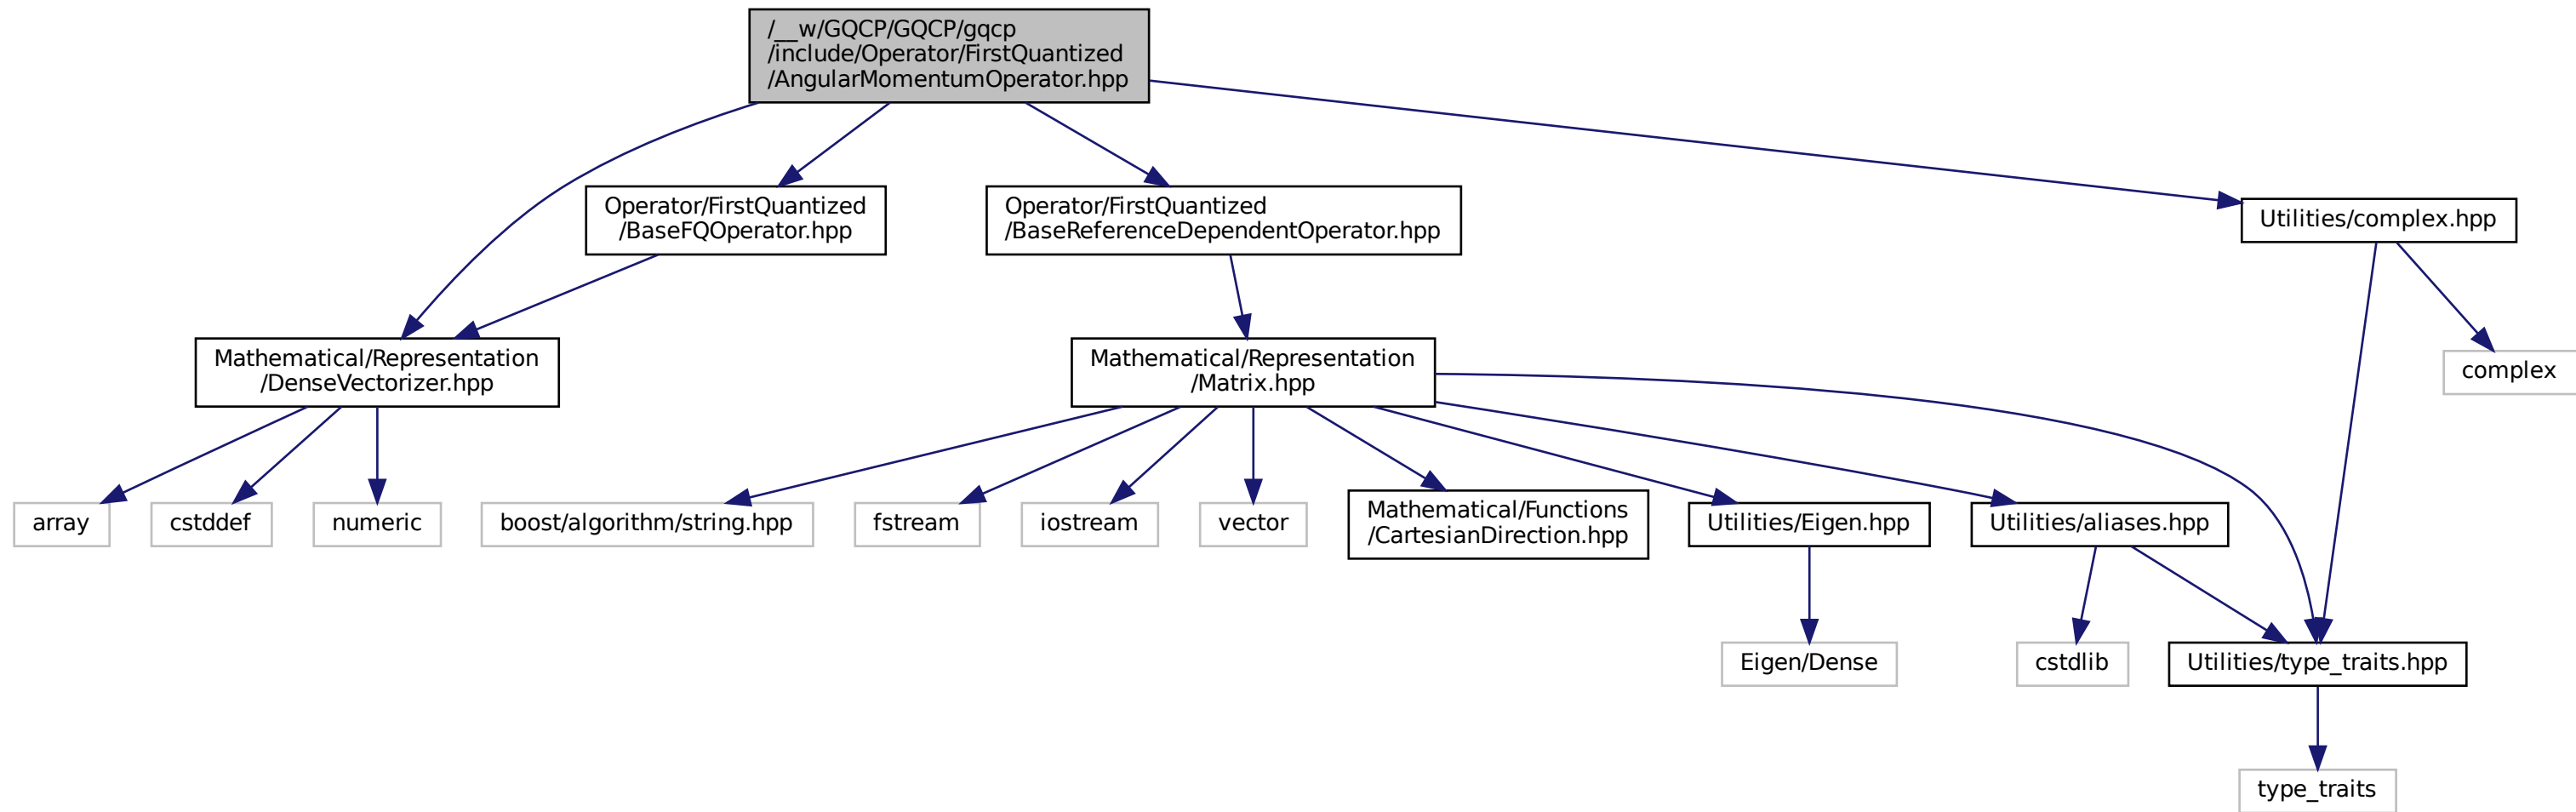 /__w/GQCP/GQCP/gqcp
/include/Operator/FirstQuantized
/AngularMomentumOperator.hpp
Operator/FirstQuantized
/BaseFQOperator.hpp
Operator/FirstQuantized
/BaseReferenceDependentOperator.hpp
Utilities/complex.hpp
Mathematical/Representation
/DenseVectorizer.hpp
Mathematical/Representation
/Matrix.hpp
complex
array
cstddef
numeric
boost/algorithm/string.hpp
fstream
iostream
vector
Mathematical/Functions
/CartesianDirection.hpp
Utilities/Eigen.hpp
Utilities/aliases.hpp
Eigen/Dense
cstdlib
Utilities/type_traits.hpp
type_traits